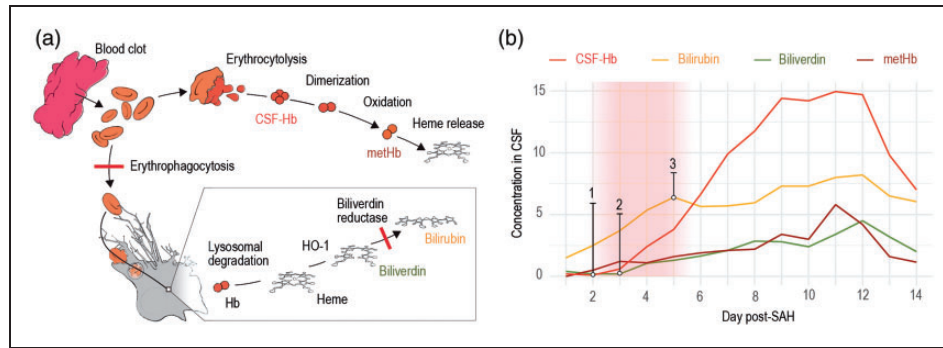 (a)
Blood clot
Erythrocytolysis
Dimerization
Oxidation
Heme release
CSF-Hb
metHb
Erythrophagocytosis
Biliverdin
reductase
Lysosomal
degradation
HO-1
Bilirubin
Biliverdin
Hb
Heme
(b)
CSF-Hb Bilirubin Biliverdin metHb
Concentration in CSF
15
10
5
0
1
2
3
2 4 6 8 10 12 14
Day post-SAH